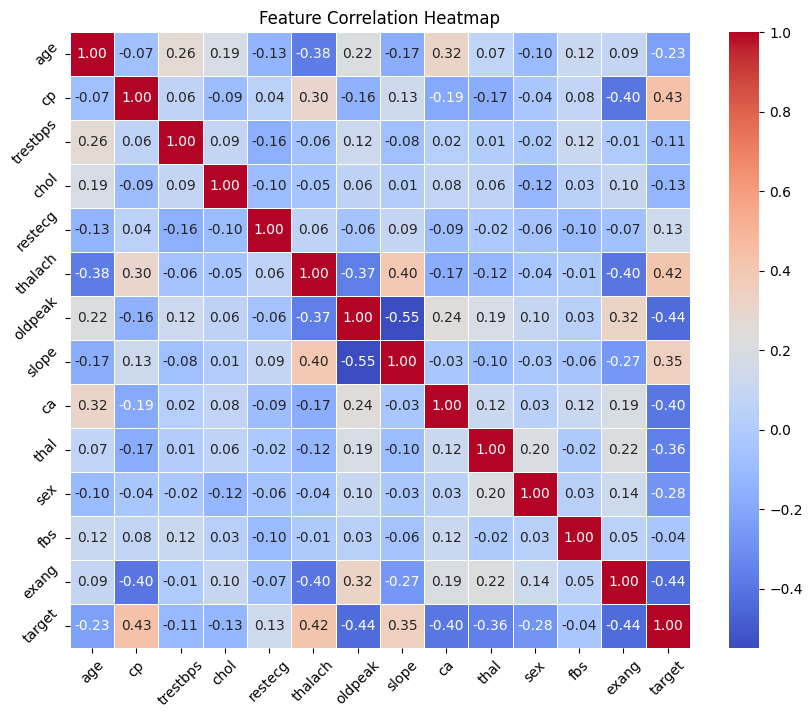 Feature Correlation Heatmap
age 1.00 -0.07 0.26 0.19 -0.13 -0.38 0.22 -0.17 0.32 0.07 -0.10 0.12 0.09 -0.23
cp -0.07 1.00 0.06 -0.09 0.04 0.30 -0.16 0.13 -0.19 -0.17 -0.04 0.08 -0.40 0.43
trestbps 0.26 0.06 1.00 0.09 -0.16 -0.06 0.12 -0.08 0.02 0.01 -0.02 0.12 -0.01 -0.11
chol 0.19 -0.09 0.09 1.00 -0.10 -0.05 0.06 0.01 0.08 0.06 -0.12 0.03 0.10 -0.13
restecg -0.13 0.04 -0.16 -0.10 1.00 0.06 -0.06 0.09 -0.09 -0.02 -0.06 -0.10 -0.07 0.13
thalach -0.38 0.30 -0.06 -0.05 0.06 1.00 -0.37 0.40 -0.17 -0.12 -0.04 -0.01 -0.40 0.42
oldpeak 0.22 -0.16 0.12 0.06 -0.06 -0.37 1.00 -0.55 0.24 0.19 0.10 0.03 0.32 -0.44
slope -0.17 0.13 -0.08 0.01 0.09 0.40 -0.55 1.00 -0.03 -0.10 -0.03 -0.06 -0.27 0.35
ca 0.32 -0.19 0.02 0.08 -0.09 -0.17 0.24 -0.03 1.00 0.12 0.03 0.12 0.19 -0.40
thal 0.07 -0.17 0.01 0.06 -0.02 -0.12 0.19 -0.10 0.12 1.00 0.20 -0.02 0.22 -0.36
sex -0.10 -0.04 -0.02 -0.12 -0.06 -0.04 0.10 -0.03 0.03 0.20 1.00 0.03 0.14 -0.28
fbs 0.12 0.08 0.12 0.03 -0.10 -0.01 0.03 -0.06 0.12 -0.02 0.03 1.00 0.05 -0.04
exang 0.09 -0.40 -0.01 0.10 -0.07 -0.40 0.32 -0.27 0.19 0.22 0.14 0.05 1.00 -0.44
target -0.23 0.43 -0.11 -0.13 0.13 0.42 -0.44 0.35 -0.40 -0.36 -0.28 -0.04 -0.44 1.00
age cp trestbps chol restecg thalach oldpeak slope ca thal sex fbs exang target
1.0
0.8
0.6
0.4
0.2
0.0
−0.2
−0.4